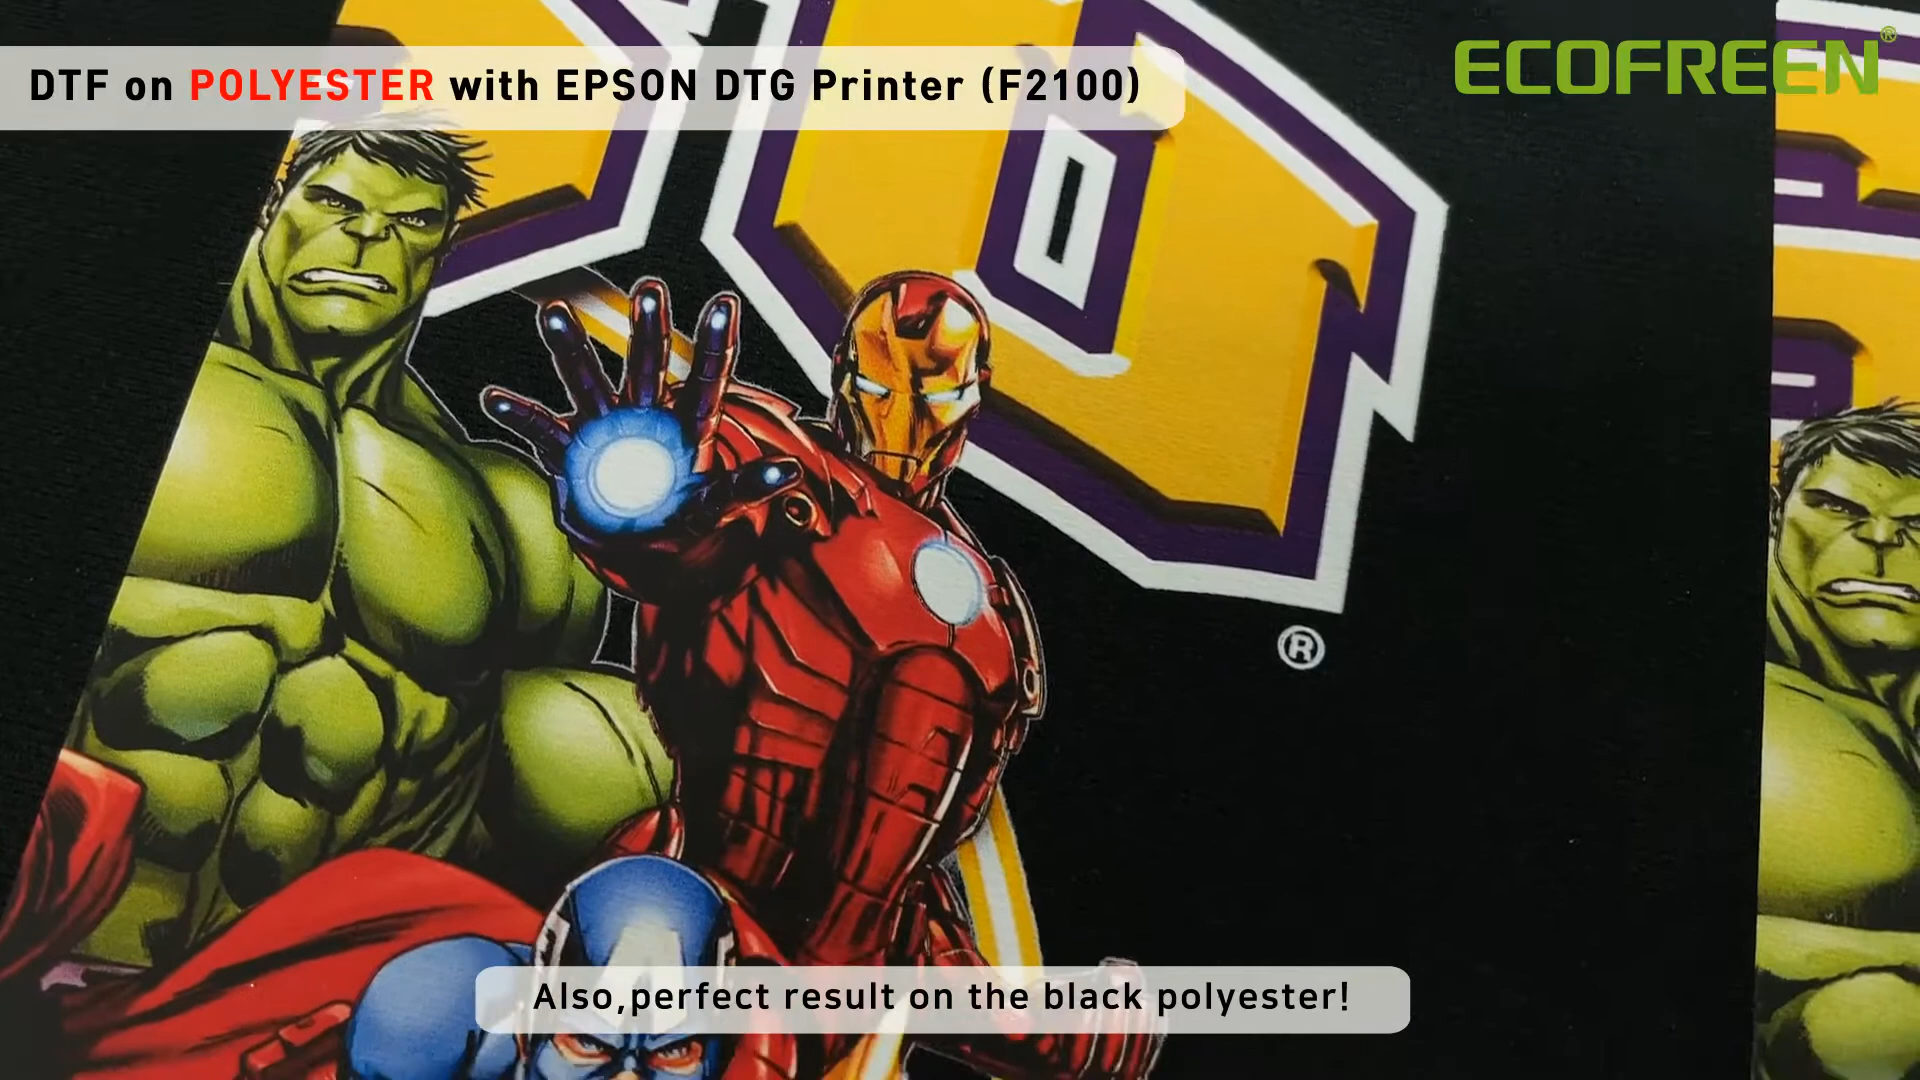 DTF on POLYESTER with EPSON DTG Printer (F2100)
ECOFREEN®
®
A
Also,perfect result on the black polyester!